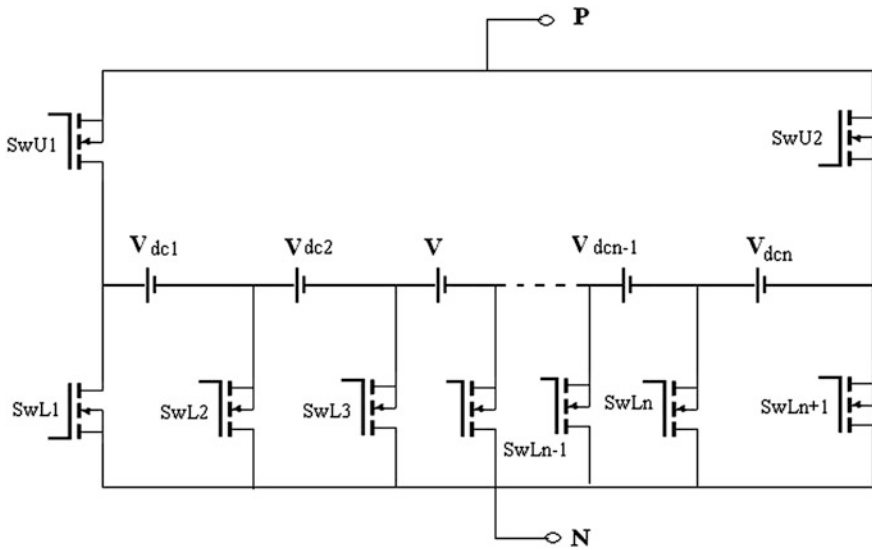 P
SwU1
SwU2
Vdc1
Vdc2
V
Vdcn-1
Vdcn
SwL1
SwL2
SwL3
SwLn-1
SwLn
SwLn+1
N